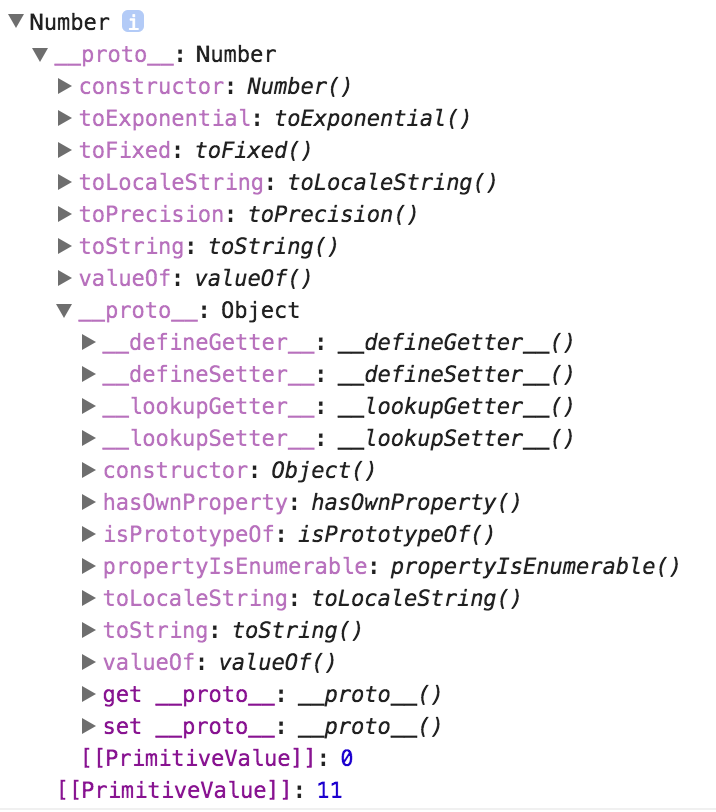 Number i
__proto__: Number
constructor: Number()
toExponential: toExponential()
toFixed: toFixed()
toLocaleString: toLocaleString()
toPrecision: toPrecision()
toString: toString()
valueOf: valueOf()
__proto__: Object
__defineGetter__: __defineGetter__()
__defineSetter__: __defineSetter__()
__lookupGetter__: __lookupGetter__()
__lookupSetter__: __lookupSetter__()
constructor: Object()
hasOwnProperty: hasOwnProperty()
isPrototypeOf: isPrototypeOf()
propertyIsEnumerable: propertyIsEnumerable()
toLocaleString: toLocaleString()
toString: toString()
valueOf: valueOf()
get __proto__: __proto__()
set __proto__: __proto__()
[[PrimitiveValue]]: 0
[[PrimitiveValue]]: 11